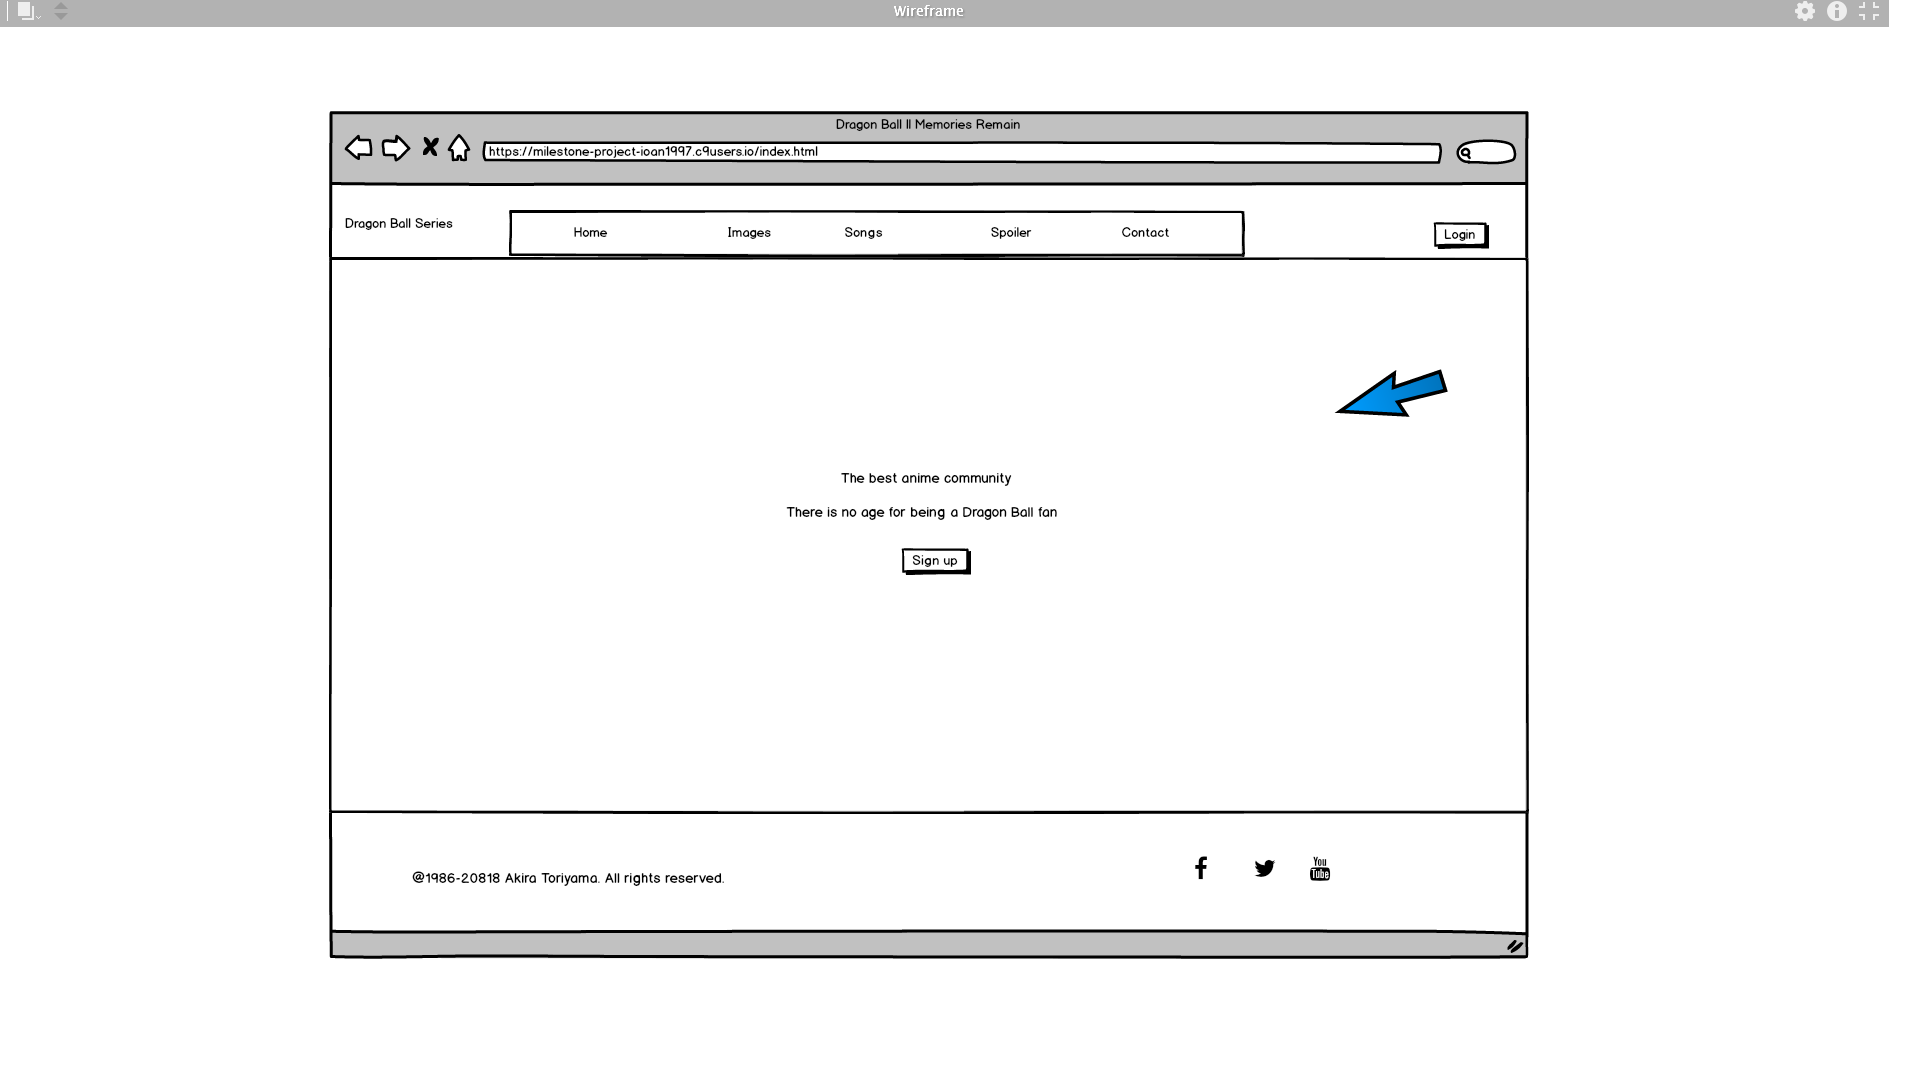 Wireframe
Dragon Ball II Memories Remain
https://milestone-project-ioan1997.c9users.io/index.html
Dragon Ball Series
Home Images Songs Spoiler Contact
Login
The best anime community
There is no age for being a Dragon Ball fan
Sign up
@1986-20818 Akira Toriyama. All rights reserved.
You
Tube